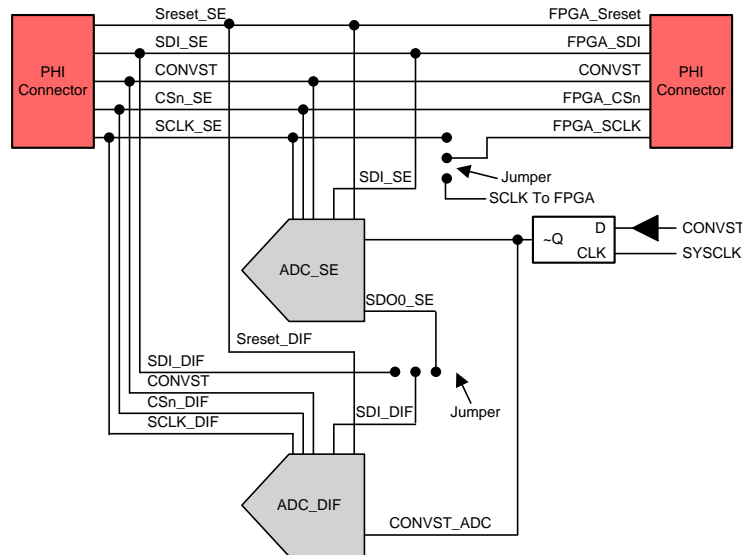 Sreset_SE
FPGA_Sreset
SDI_SE
FPGA_SDI
PHI
Connector
CONVST
CONVST
PHI
Connector
CSn_SE
FPGA_CSn
SCLK_SE
FPGA_SCLK
SDI_SE
Jumper
SCLK To FPGA
D
CONVST
~Q
CLK
SYSCLK
ADC_SE
SDO0_SE
Sreset_DIF
SDI_DIF
CONVST
CSn_DIF
SDI_DIF
Jumper
SCLK_DIF
ADC_DIF
CONVST_ADC